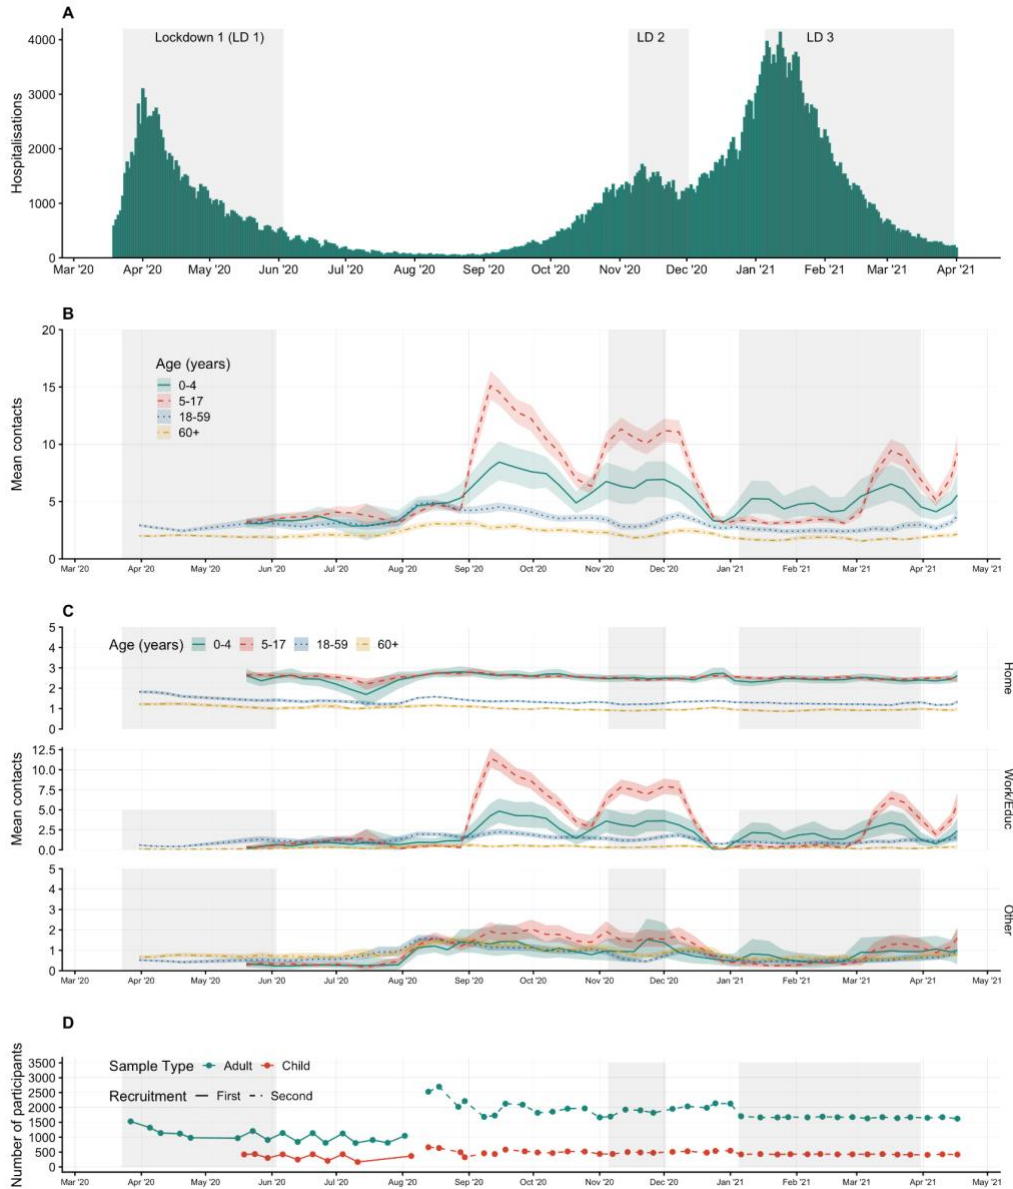 A
Lockdown 1 (LD 1) LD 2 LD 3
Hospitalisations
4000
3000
2000
1000
0
Mar '20 Apr '20 May '20 Jun '20 Jul '20 Aug '20 Sep '20 Oct '20 Nov '20 Dec '20 Jan '21 Feb '21 Mar '21 Apr '21
B
Mean contacts
20
15
10
5
0
Age (years)
0-4
5-17
18-59
60+
Mar '20 Apr '20 May '20 Jun '20 Jul '20 Aug '20 Sep '20 Oct '20 Nov '20 Dec '20 Jan '21 Feb '21 Mar '21 Apr '21 May '21
C
Age (years) 0-4 5-17 18-59 60+
5
4
3
2
1
0
Home
Mean contacts
12.5
10.0
7.5
5.0
2.5
0.0
Work/Educ
5
4
3
2
1
0
Other
Mar '20 Apr '20 May '20 Jun '20 Jul '20 Aug '20 Sep '20 Oct '20 Nov '20 Dec '20 Jan '21 Feb '21 Mar '21 Apr '21 May '21
D
Number of participants
Sample Type Adult Child
Recruitment First Second
3500
3000
2500
2000
1500
1000
500
0
Mar '20 Apr '20 May '20 Jun '20 Jul '20 Aug '20 Sep '20 Oct '20 Nov '20 Dec '20 Jan '21 Feb '21 Mar '21 Apr '21 May '21